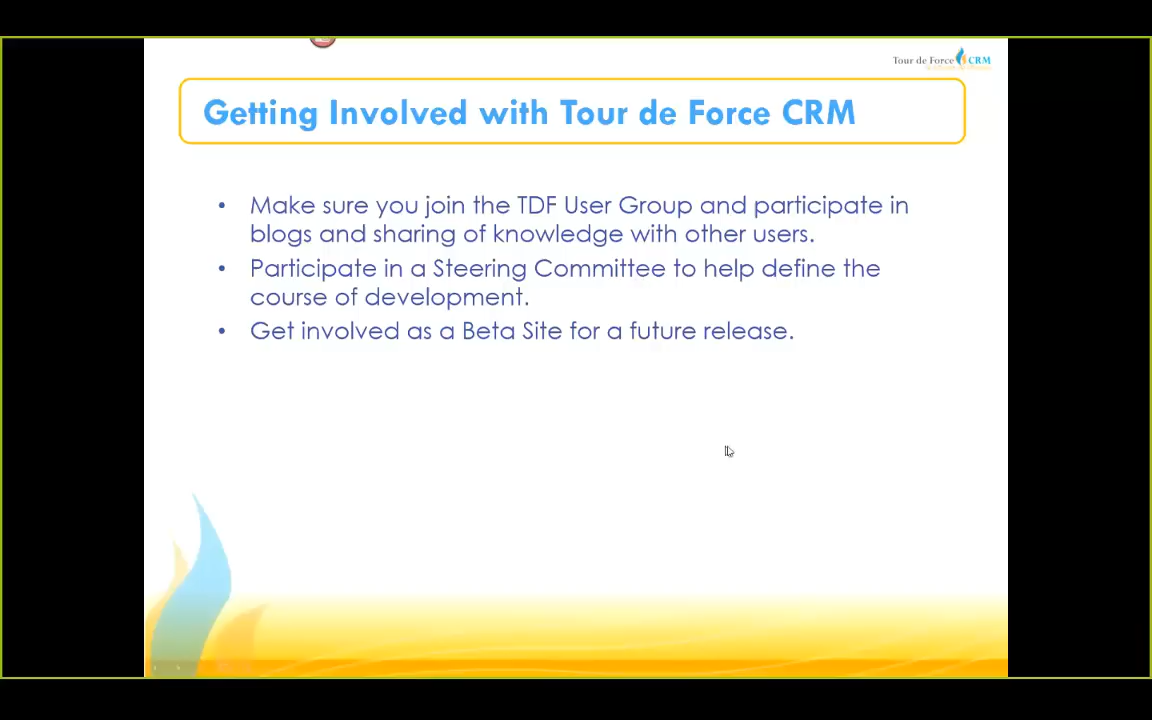 Tour de Force CRM
Getting Involved with Tour de Force CRM
• Make sure you join the TDF User Group and participate in
blogs and sharing of knowledge with other users.
• Participate in a Steering Committee to help define the
course of development.
• Get involved as a Beta Site for a future release.